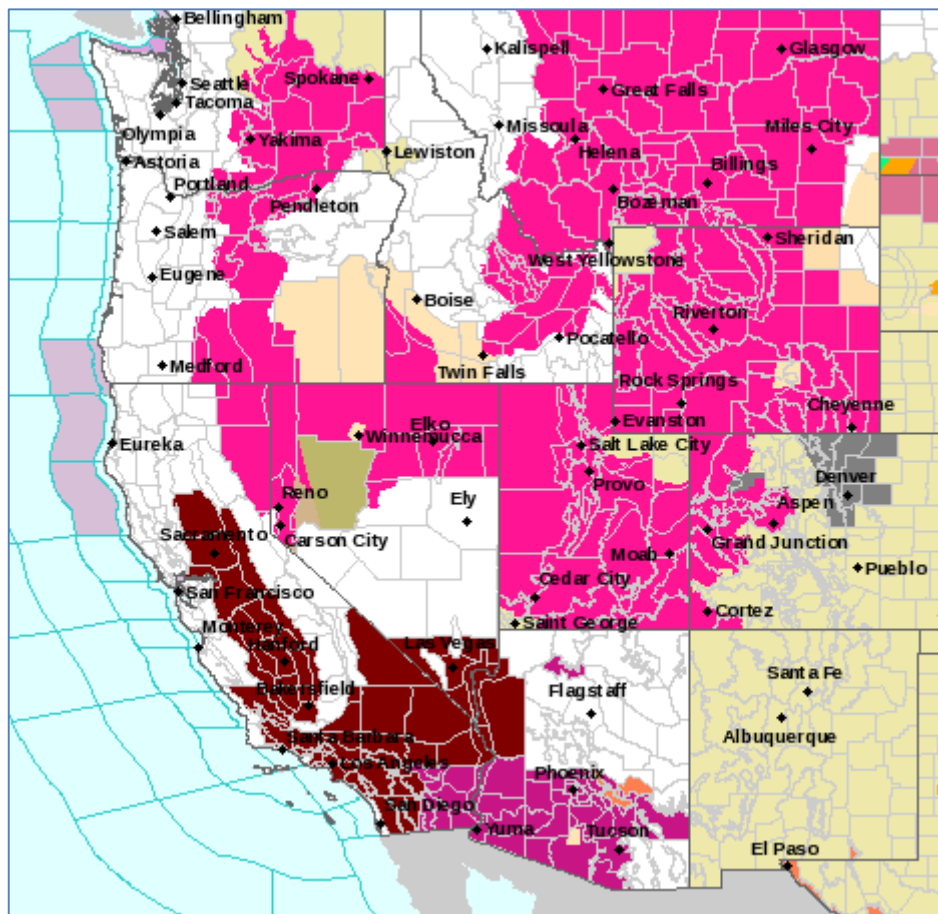 Bellingham
Kalispell
Glasgow
Spokane
Seattle
Great Falls
Tacoma
Olympia
Yakima
Missoula
Helena
Miles City
Astoria
Lewiston
Billings
Portland
Pendleton
Bozeman
Salem
Sheridan
West Yellowstone
Eugene
Boise
Riverton
Pocatello
Medford
Twin Falls
Rock Springs
Cheyenne
Eureka
Elko
Winnemucca
Evanston
Salt Lake City
Provo
Denver
Reno
Ely
Aspen
Sacramento
Carson City
Grand Junction
Moab
Pueblo
San Francisco
Cedar City
Cortez
Monterey
Saint George
Hanford
Las Vegas
Bakersfield
Flagstaff
Santa Fe
Albuquerque
Santa Barbara
Los Angeles
Phoenix
San Diego
Yuma
Tucson
El Paso